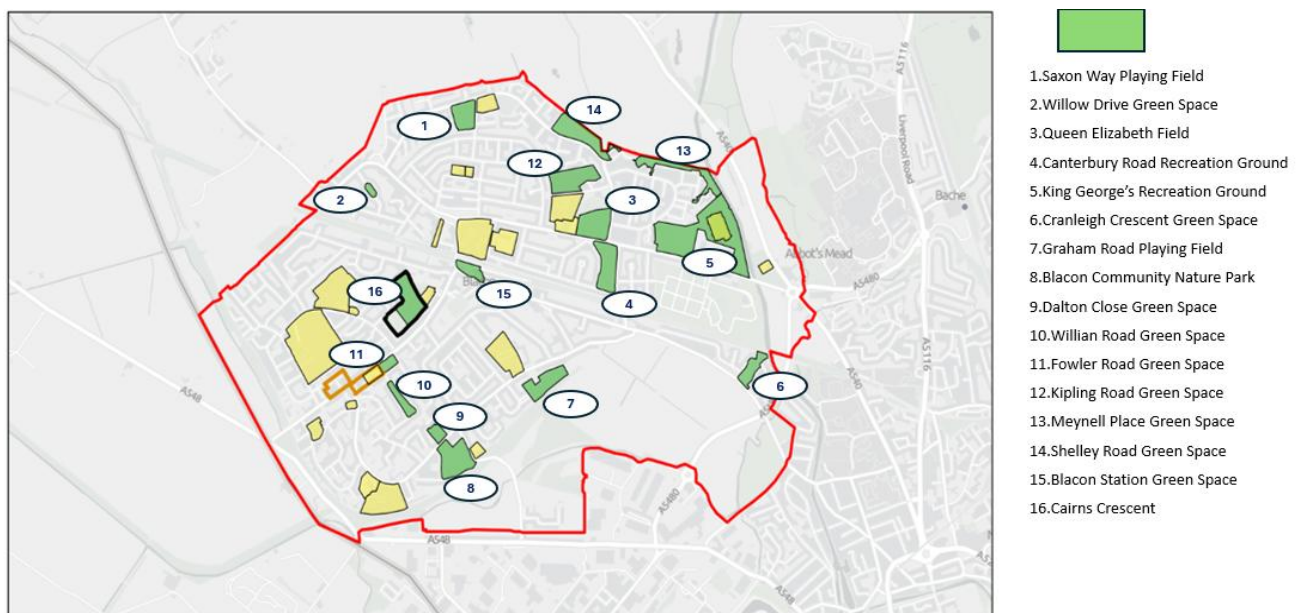 1
14
13
12
2
3
5
16
15
4
11
10
6
9
7
8
A5116
Liverpool Road
A540
Bache
Abbot's Mead
A5480
A548
A5116
A540
A5480
A548
A548
1.Saxon Way Playing Field
2.Willow Drive Green Space
3.Queen Elizabeth Field
4.Canterbury Road Recreation Ground
5.King George's Recreation Ground
6.Cranleigh Crescent Green Space
7.Graham Road Playing Field
8.Blacon Community Nature Park
9.Dalton Close Green Space
10.Willian Road Green Space
11.Fowler Road Green Space
12.Kipling Road Green Space
13.Meynell Place Green Space
14.Shelley Road Green Space
15.Blacon Station Green Space
16.Cairns Crescent